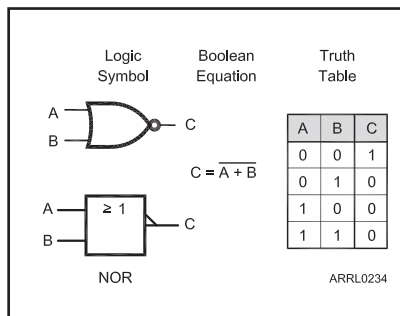 Logic Symbol
Boolean Equation
Truth Table
A
B
C
C = A + B
A
B
≥ 1
C
NOR
A B C
0 0 1
0 1 0
1 0 0
1 1 0
ARRL0234